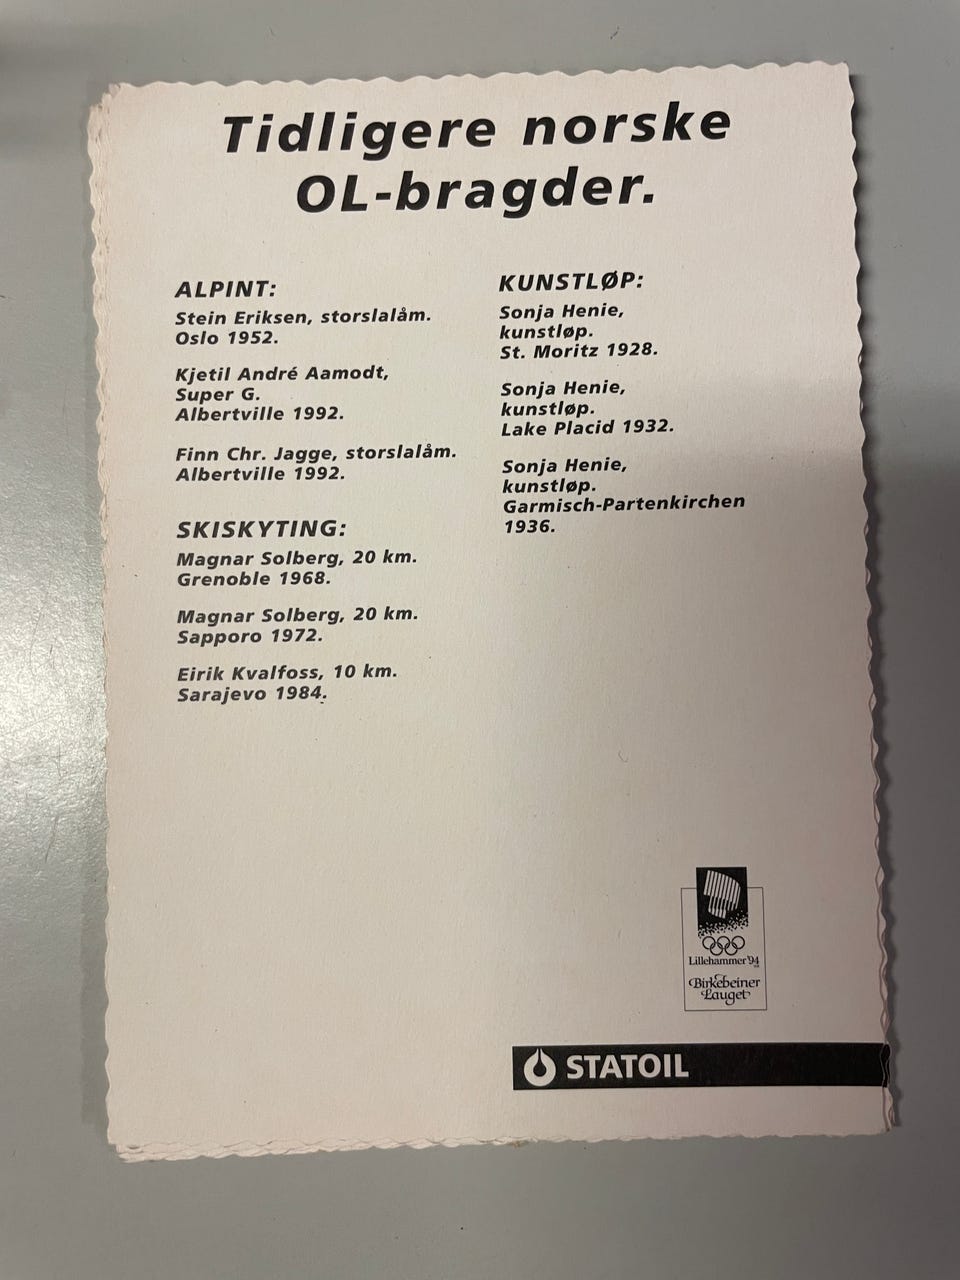 Tidligere norske
OL-bragder.
ALPINT:
Stein Eriksen, storslalåm.
Oslo 1952.
Kjetil André Aamodt,
Super G.
Albertville 1992.
Finn Chr. Jagge, storslalåm.
Albertville 1992.
SKISKYTING:
Magnar Solberg, 20 km.
Grenoble 1968.
Magnar Solberg, 20 km.
Sapporo 1972.
Eirik Kvalfoss, 10 km.
Sarajevo 1984.
KUNSTLØP:
Sonja Henie,
kunstløp.
St. Moritz 1928.
Sonja Henie,
kunstløp.
Lake Placid 1932.
Sonja Henie,
kunstløp.
Garmisch-Partenkirchen
1936.
Lillehammer'94
Birkebeiner
Lauget
STATOIL